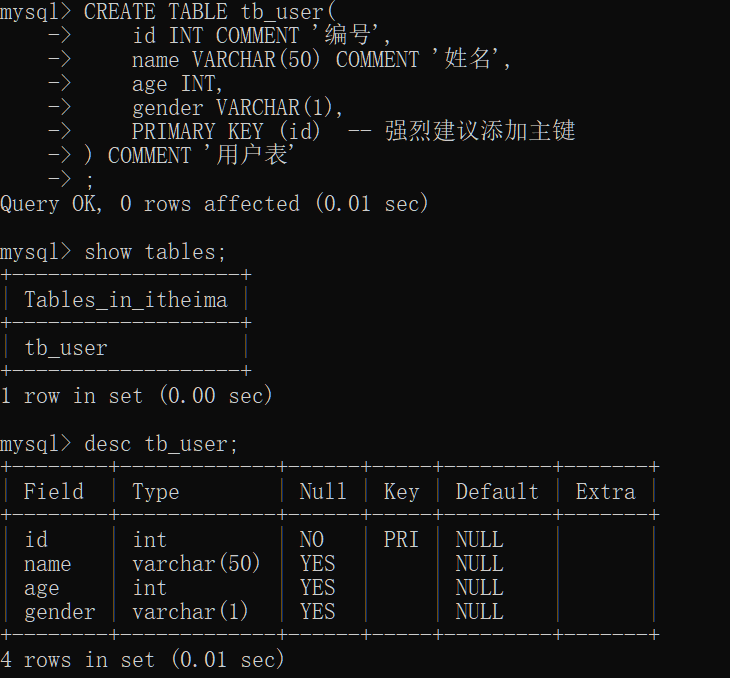 mysql> CREATE TABLE tb_user(
    ->     id INT COMMENT '编号',
    ->     name VARCHAR(50) COMMENT '姓名',
    ->     age INT,
    ->     gender VARCHAR(1),
    ->     PRIMARY KEY (id)  -- 强烈建议添加主键
    -> ) COMMENT '用户表'
    -> ;
Query OK, 0 rows affected (0.01 sec)

mysql> show tables;
+-------------------+
| Tables_in_itheima |
+-------------------+
| tb_user           |
+-------------------+
1 row in set (0.00 sec)

mysql> desc tb_user;
+--------+-------------+------+-----+---------+-------+
| Field  | Type        | Null | Key | Default | Extra |
+--------+-------------+------+-----+---------+-------+
| id     | int         | NO   | PRI | NULL    |       |
| name   | varchar(50) | YES  |     | NULL    |       |
| age    | int         | YES  |     | NULL    |       |
| gender | varchar(1)  | YES  |     | NULL    |       |
+--------+-------------+------+-----+---------+-------+
4 rows in set (0.01 sec)